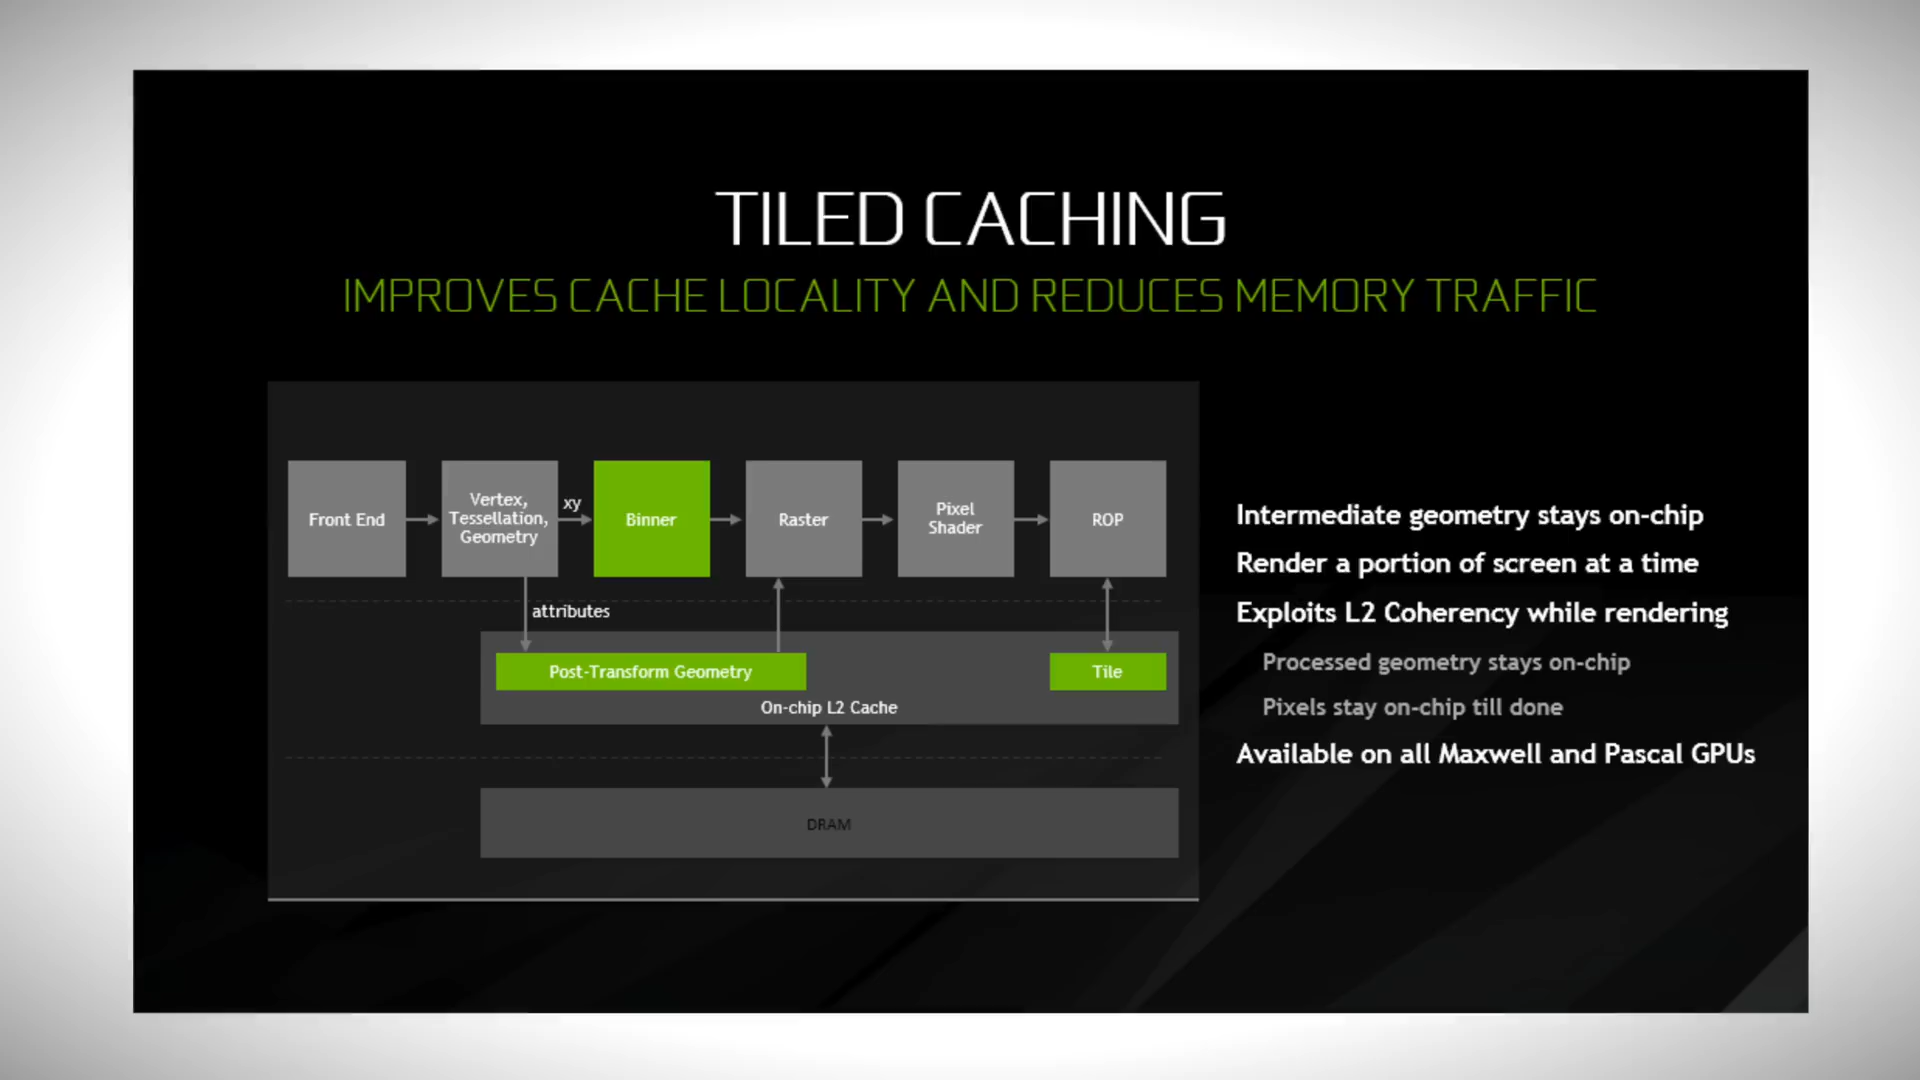 TILED CACHING
IMPROVES CACHE LOCALITY AND REDUCES MEMORY TRAFFIC
Front End
Vertex,
Tessellation,
Geometry
xy
Binner
Raster
Pixel
Shader
ROP
attributes
Post-Transform Geometry
Tile
On-chip L2 Cache
DRAM
Intermediate geometry stays on-chip
Render a portion of screen at a time
Exploits L2 Coherency while rendering
Processed geometry stays on-chip
Pixels stay on-chip till done
Available on all Maxwell and Pascal GPUs